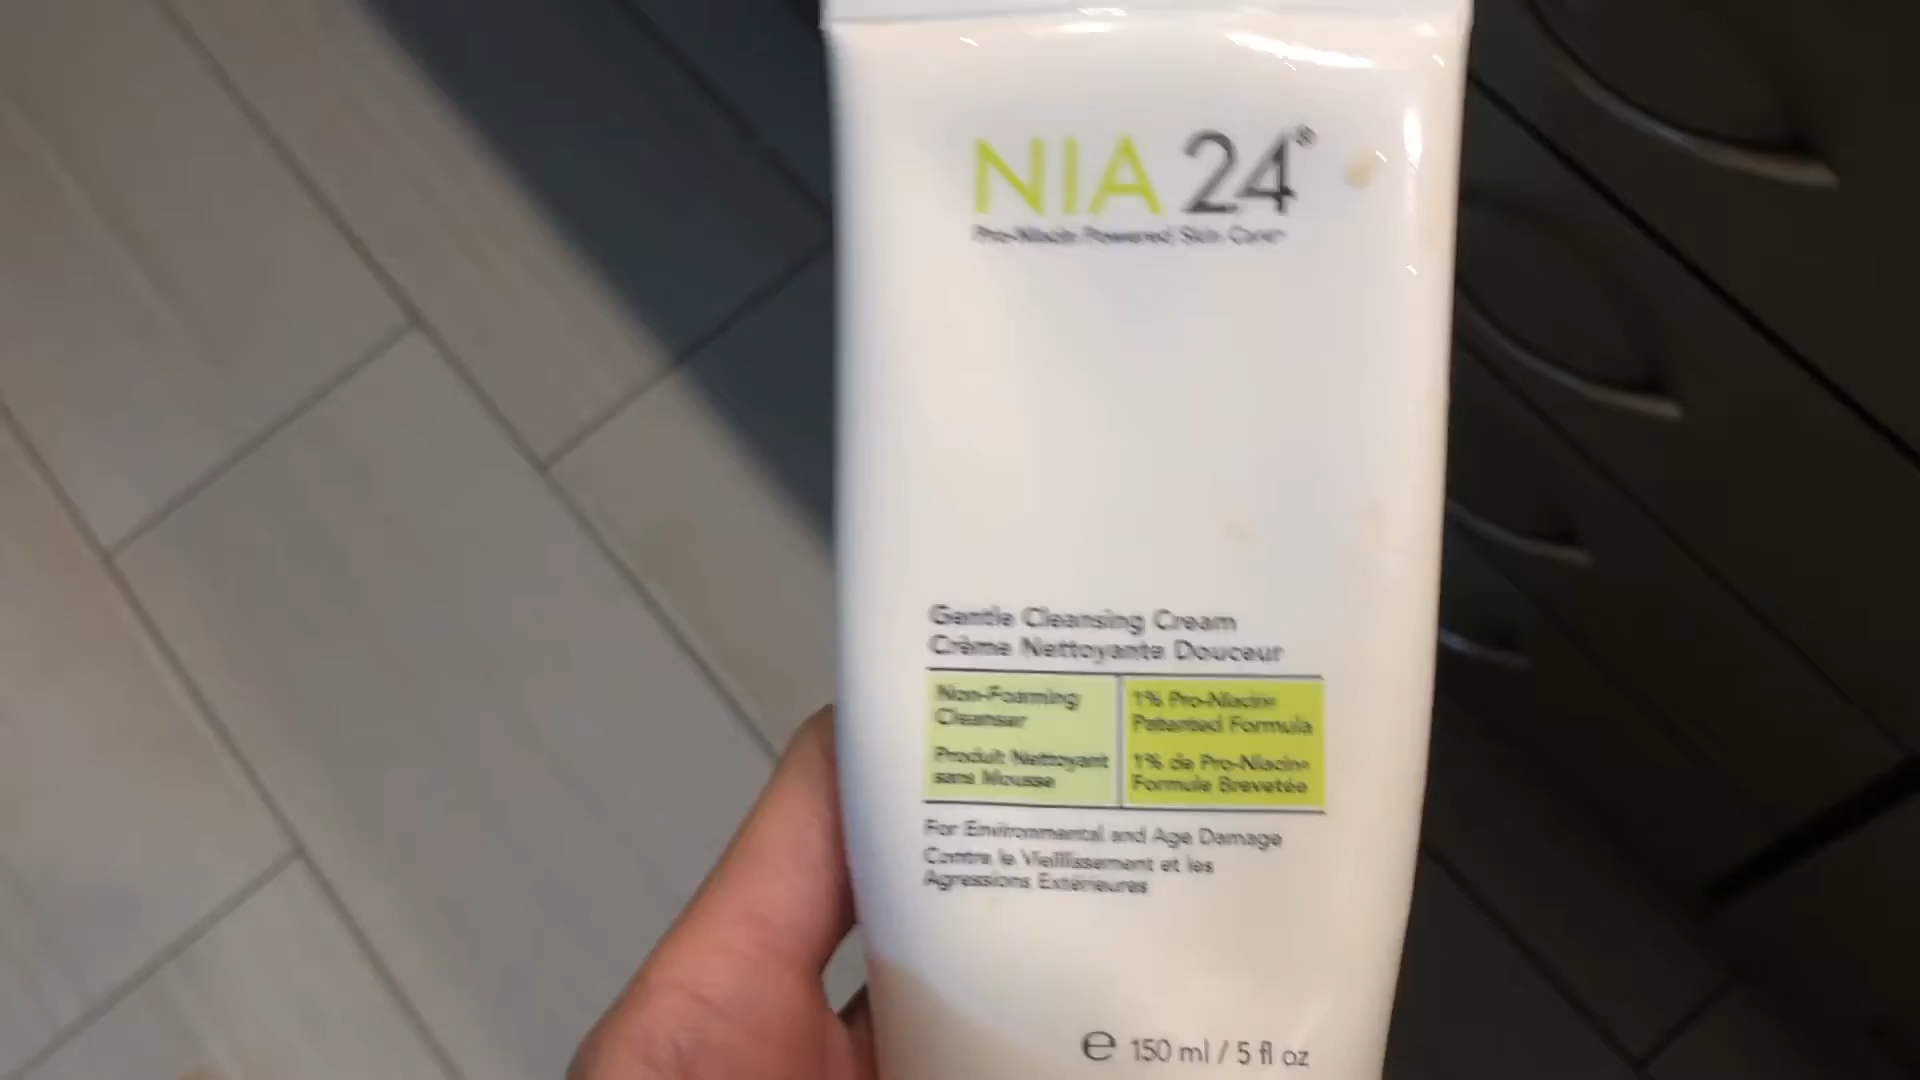 NIA 24®
Pro-Niacin Powered Skin Care™
Gentle Cleansing Cream
Crème Nettoyante Douceur
Non-Foaming
Cleanser
Produit Nettoyant
sans Mousse
1% Pro-Niacin®
Patented Formula
1% de Pro-Niacin®
Formule Brevetée
For Environmental and Age Damage
Contre le Vieillissement et les
Agressions Extérieures
℮ 150 ml / 5 fl oz